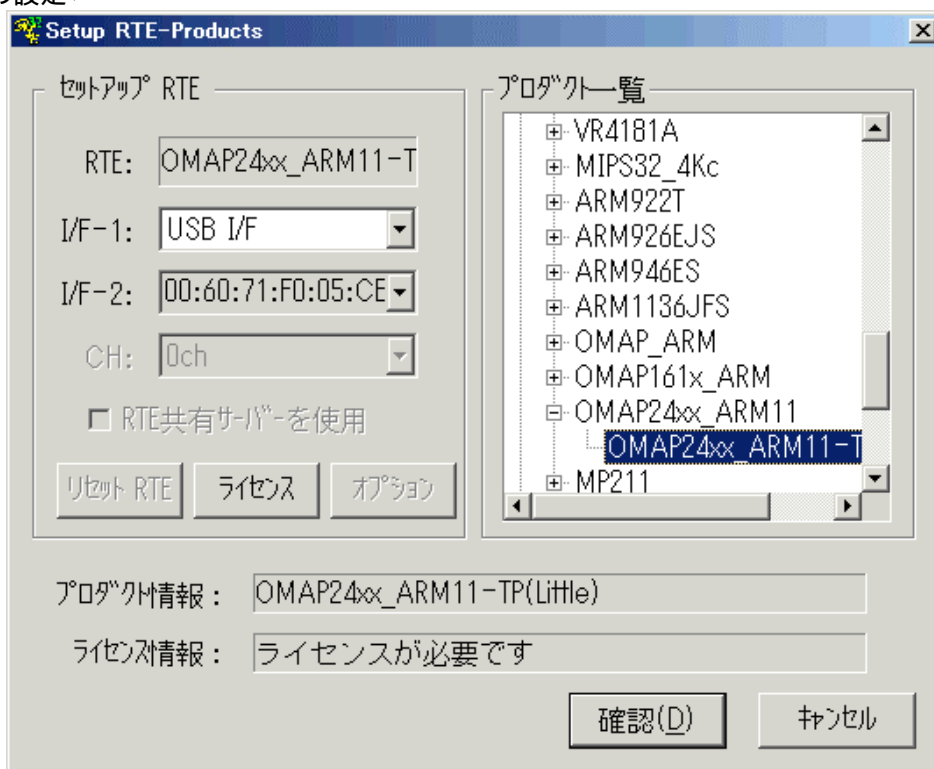 Setup RTE-Products
セットアップ RTE
RTE: OMAP24xx_ARM11-T
I/F-1: USB I/F
I/F-2: 00:60:71:F0:05:CE
CH: 0ch
RTE共有サーバーを使用
リセット RTE
ライセンス
オプション
プロダクト一覧
VR4181A
MIPS32_4Kc
ARM922T
ARM926EJS
ARM946ES
ARM1136JFS
OMAP_ARM
OMAP161x_ARM
OMAP24xx_ARM11
OMAP24xx_ARM11-T
MP211
プロダクト情報: OMAP24xx_ARM11-TP(Little)
ライセンス情報: ライセンスが必要です
確認(D)
キャンセル